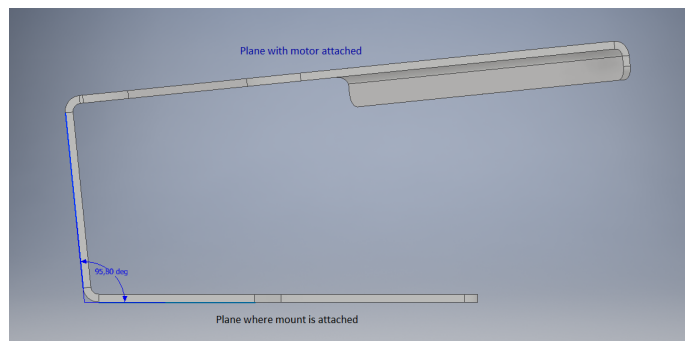 Plane with motor attached
95,80 deg
Plane where mount is attached